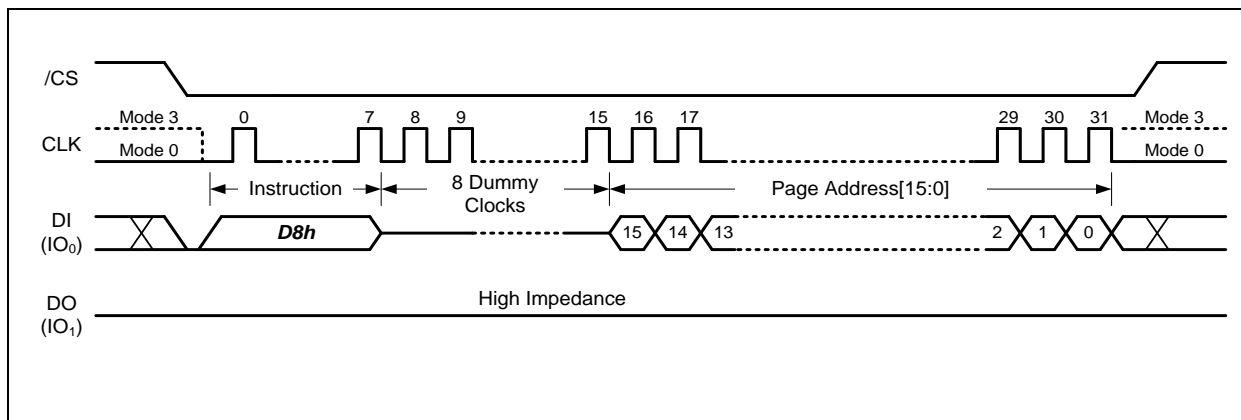 /CS
Mode 3 0 7 8 9 15 16 17 29 30 31 Mode 3
CLK
Mode 0 Mode 0
Instruction 8 Dummy Clocks Page Address[15:0]
DI
(IO₀)
D8h 15 14 13 2 1 0
High Impedance
DO
(IO₁)